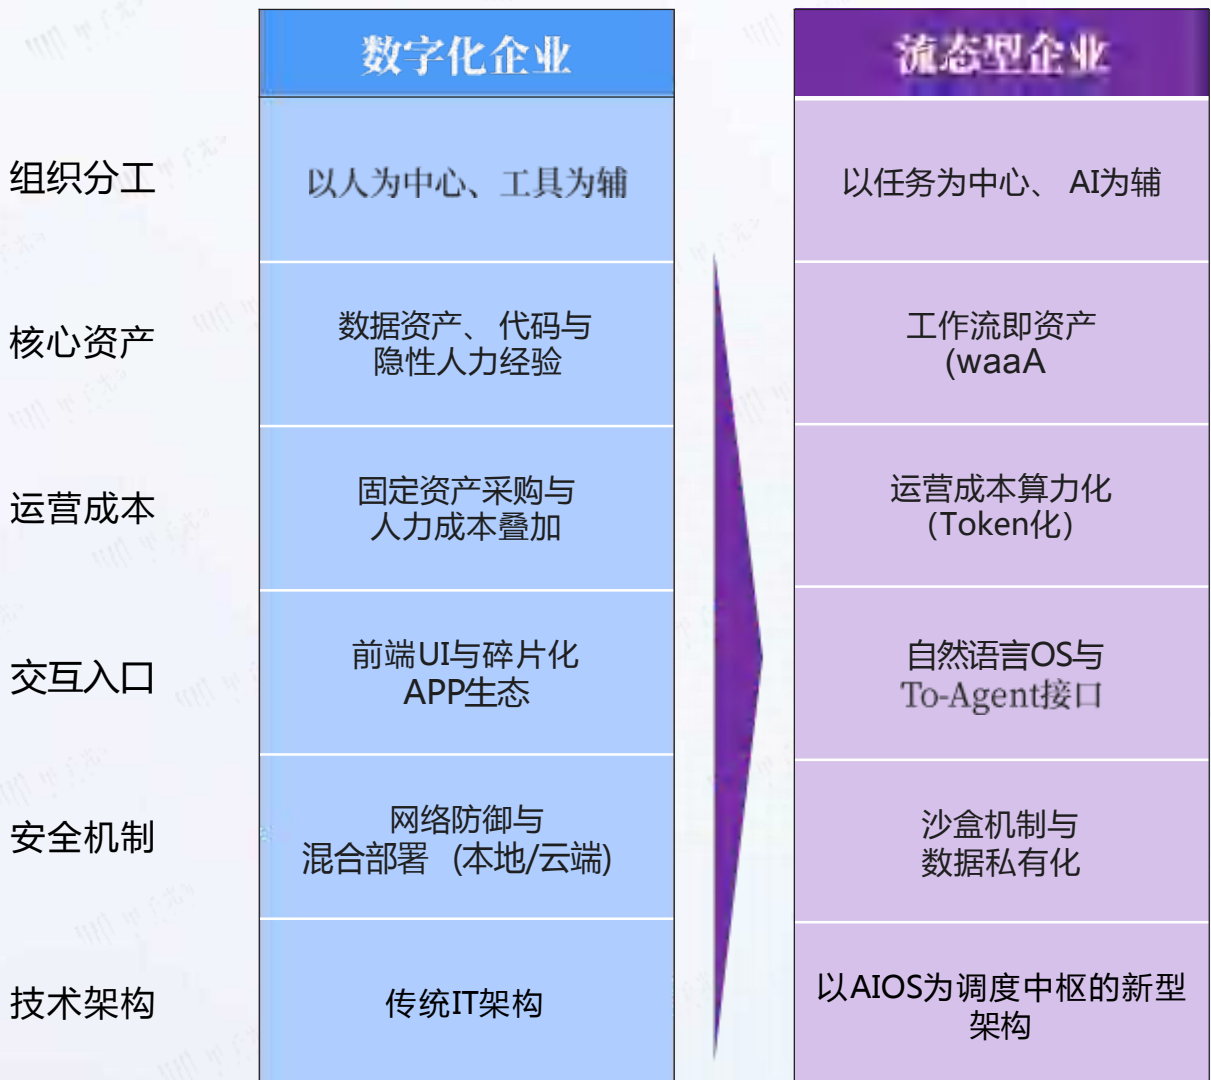 数字化企业
流态型企业
组织分工
以人为中心、工具为辅
以任务为中心、 AI为辅
核心资产
数据资产、 代码与
隐性人力经验
工作流即资产
(waaA
运营成本
固定资产采购与
人力成本叠加
运营成本算力化
(Token化)
交互入口
前端UI与碎片化
APP生态
自然语言OS与
To-Agent接口
安全机制
网络防御与
混合部署 (本地/云端)
沙盒机制与
数据私有化
技术架构
传统IT架构
以AIOS为调度中枢的新型
架构